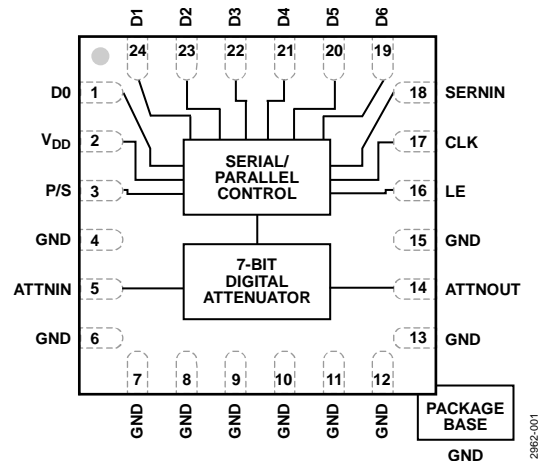 D1 D2 D3 D4 D5 D6
24 23 22 21 20 19
D0 1
18 SERNIN
VDD 2
17 CLK
P/S 3
16 LE
SERIAL/
PARALLEL
CONTROL
GND 4
15 GND
7-BIT
DIGITAL
ATTENUATOR
ATTNIN 5
14 ATTNOUT
GND 6
13 GND
7 8 9 10 11 12
GND GND GND GND GND GND
PACKAGE
BASE
GND
2962-001